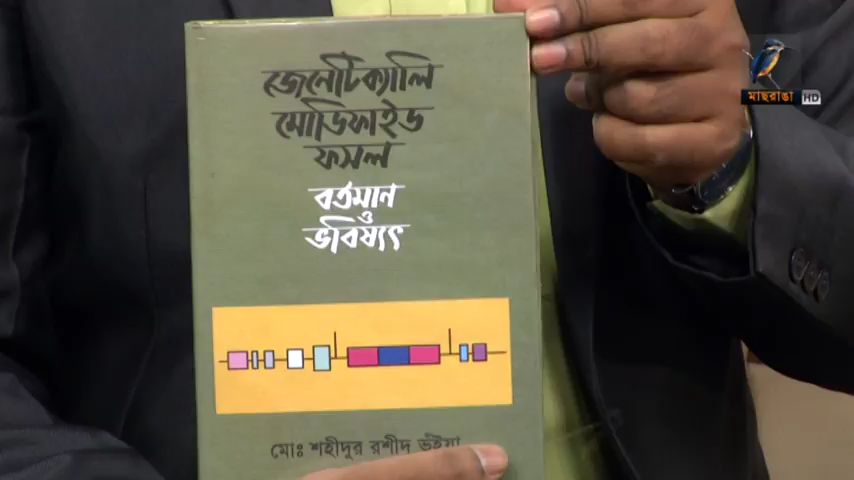 জেনেটিক্যালি
মোডিফাইড
ফসল
বর্তমান
ও
ভবিষ্যৎ
মোঃ শহীদুর রশীদ ভূঁইয়া
মাছরাঙা HD